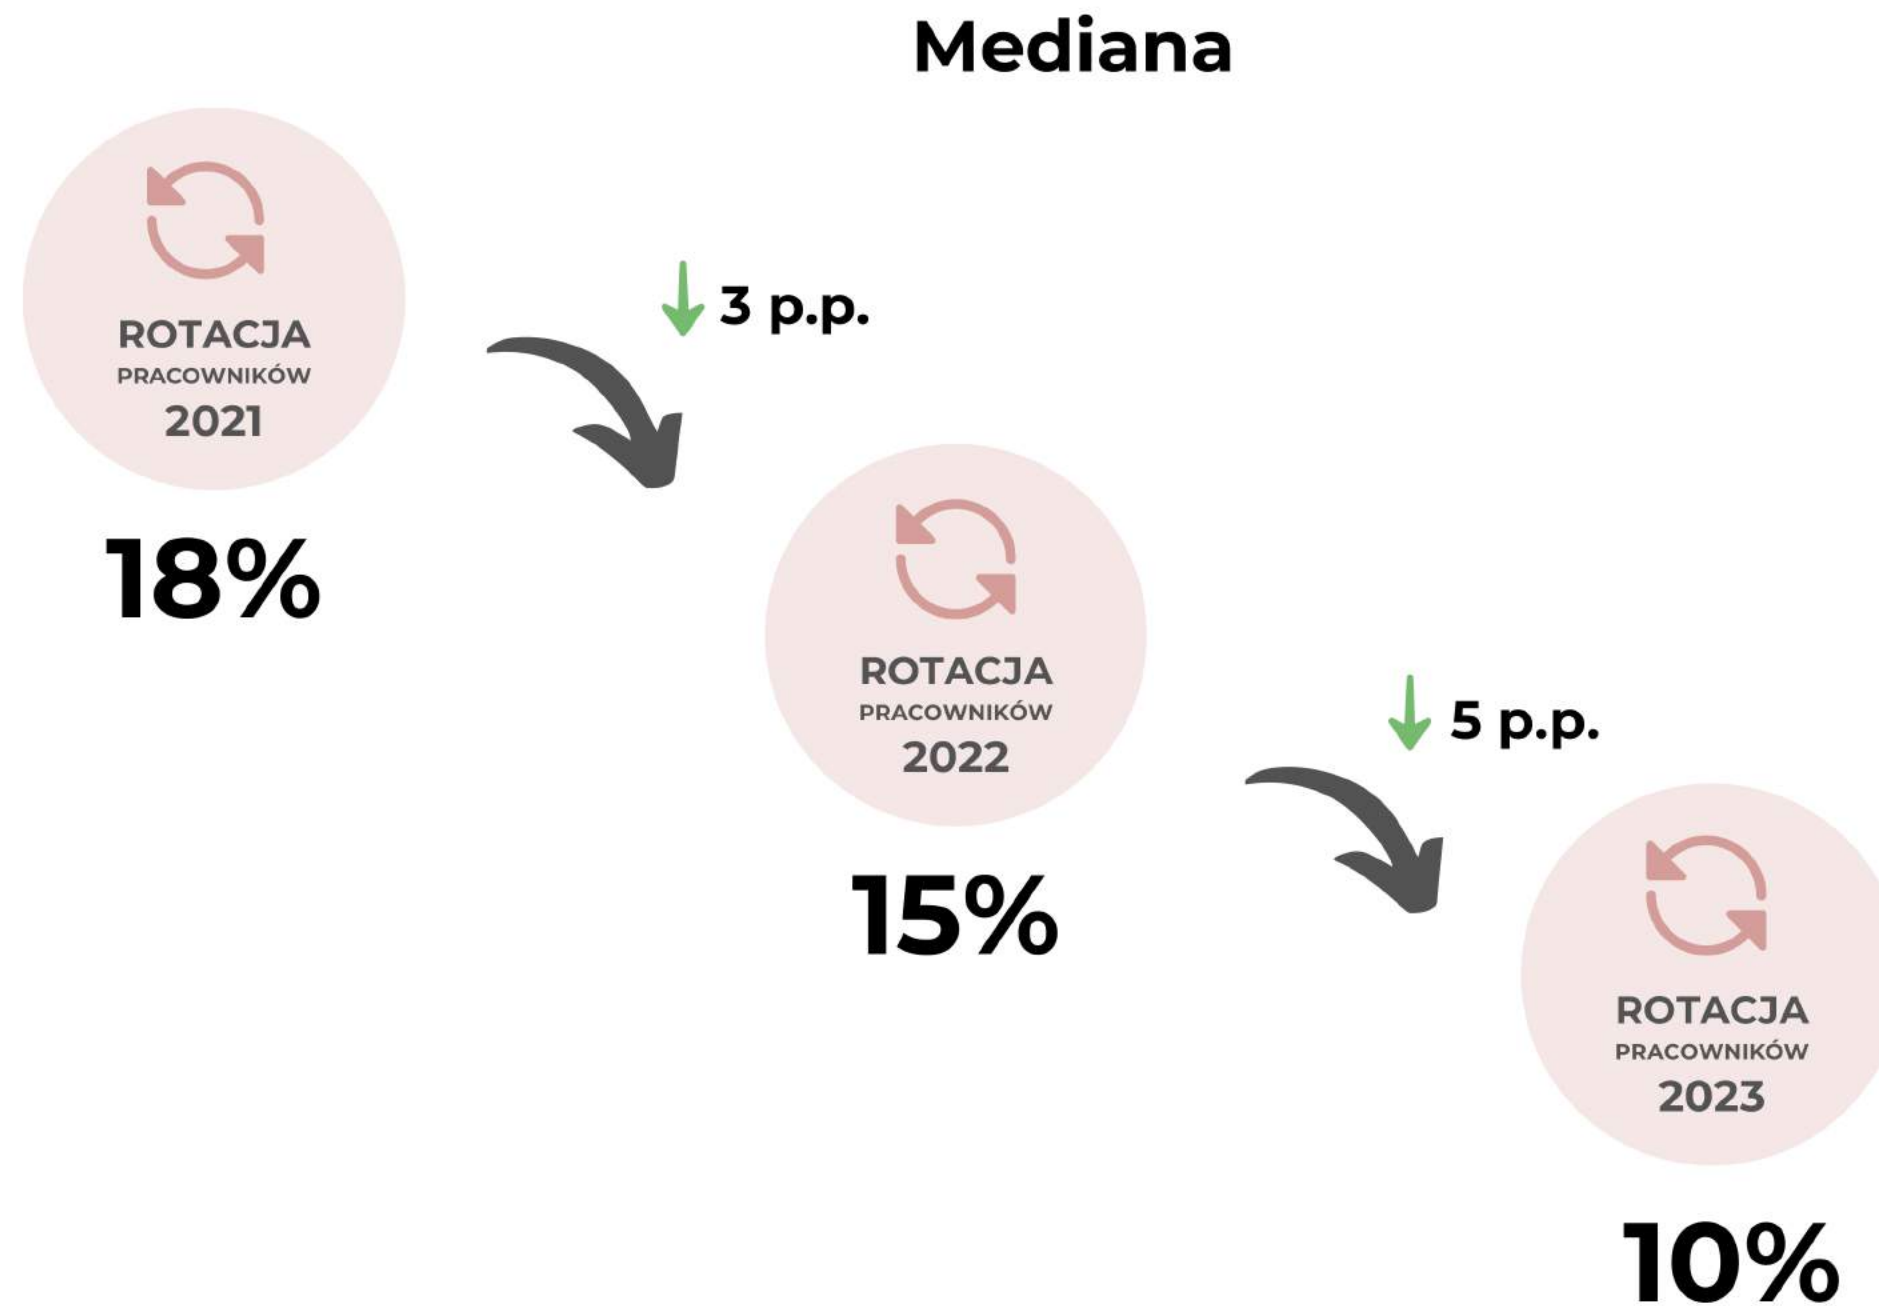 Mediana
ROTACJA
PRACOWNIKÓW
2021
18%
3 p.p.
ROTACJA
PRACOWNIKÓW
2022
15%
5 p.p.
ROTACJA
PRACOWNIKÓW
2023
10%